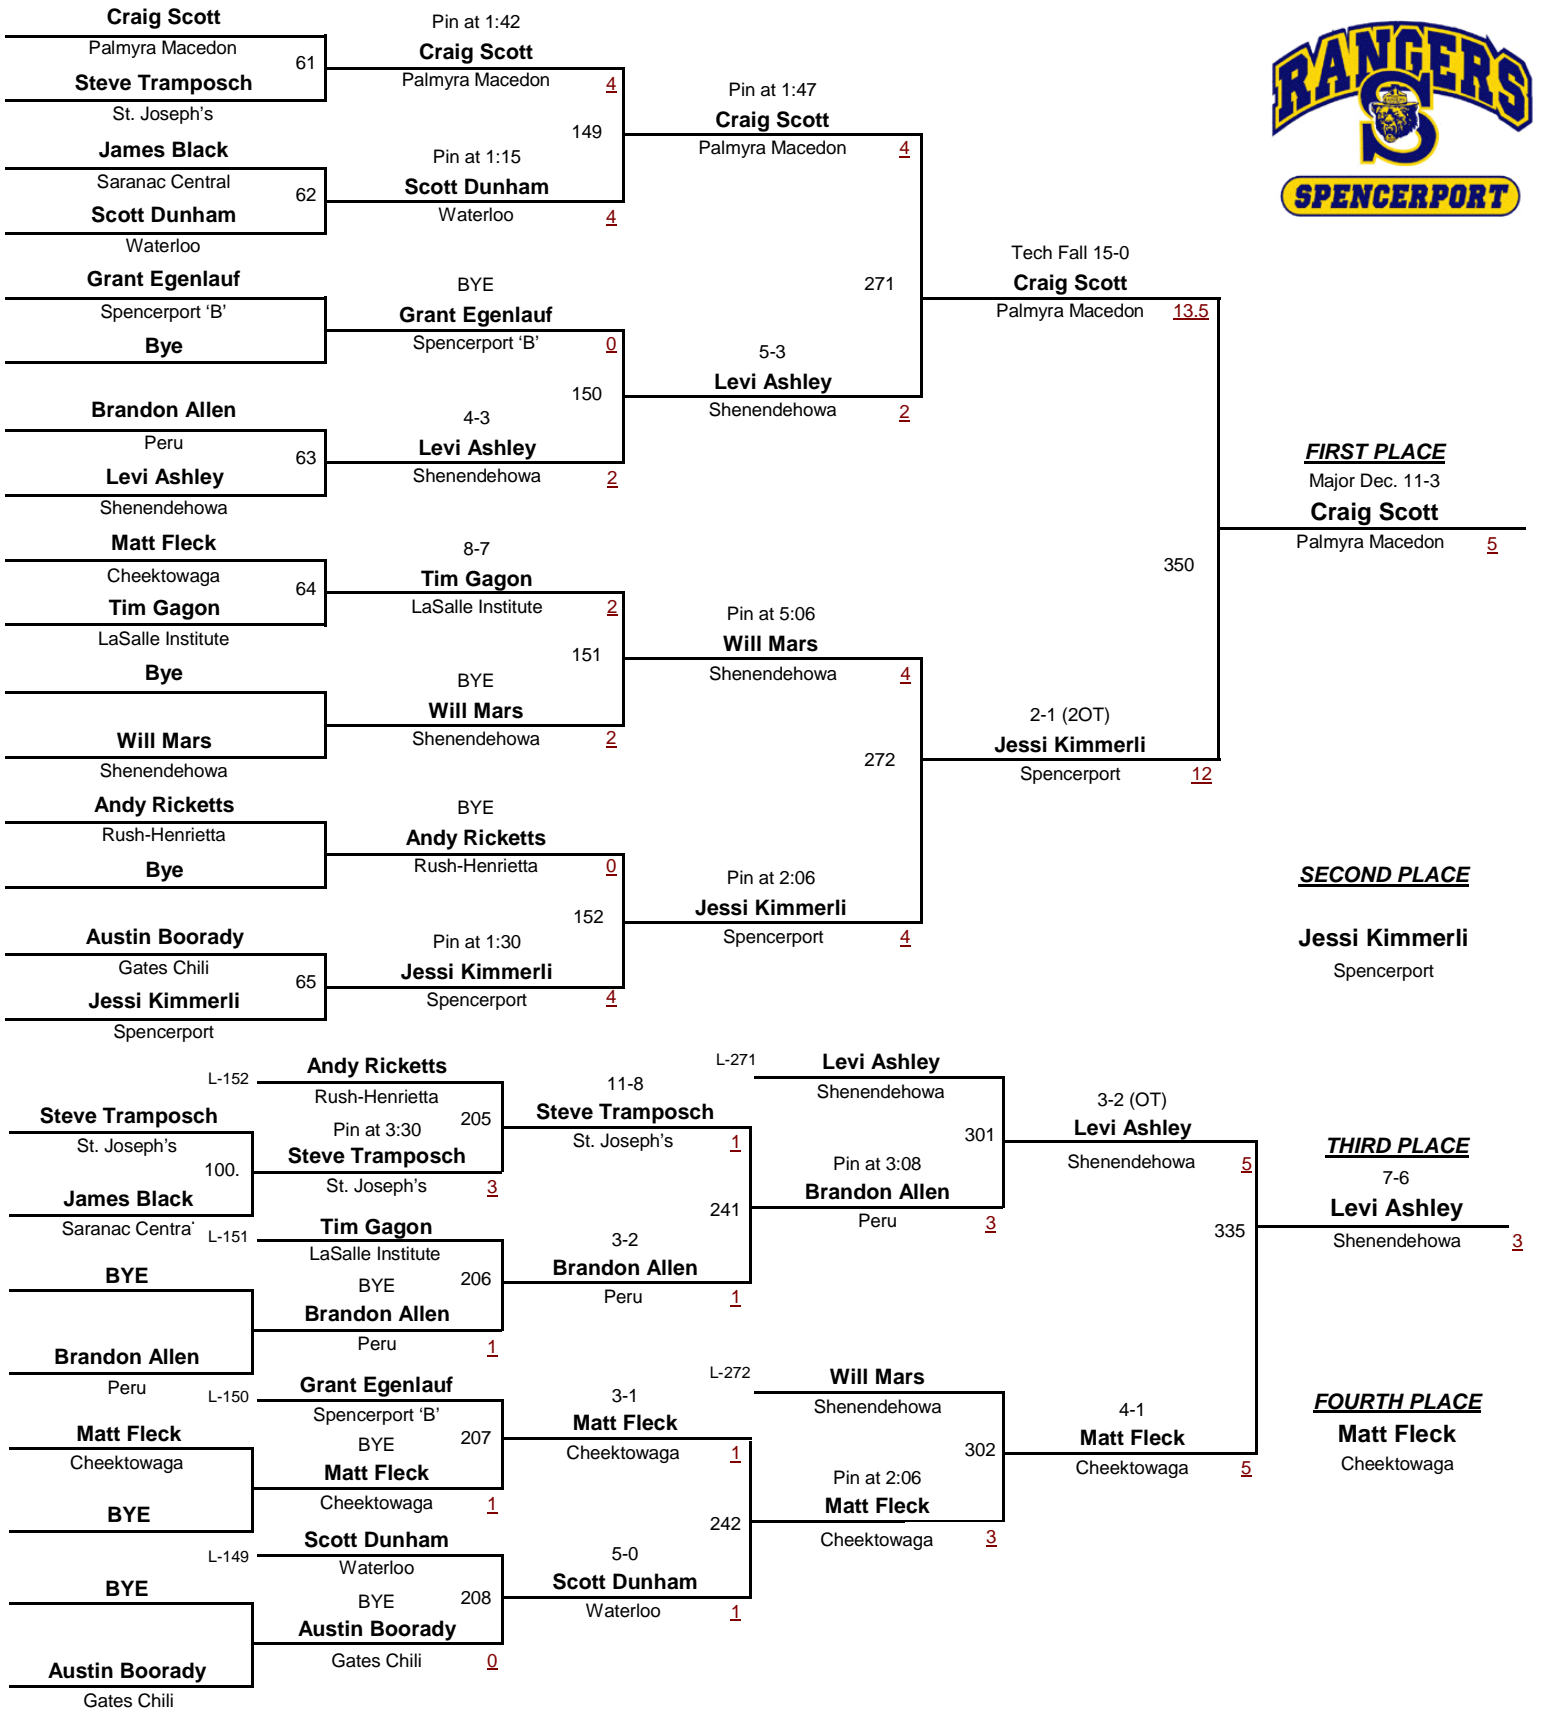 Craig Scott
Palmyra Macedon
61
Steve Tramposch
St. Joseph's
James Black
Saranac Central
62
Scott Dunham
Waterloo
Grant Egenlauf
Spencerport ‘B’
Bye
Brandon Allen
Peru
63
Levi Ashley
Shenendehowa
Matt Fleck
Cheektowaga
64
Tim Gagon
LaSalle Institute
Bye
Will Mars
Shenendehowa
Andy Ricketts
Rush-Henrietta
Bye
Austin Boorady
Gates Chili
65
Jessi Kimmerli
Spencerport
Pin at 1:42
Craig Scott
Palmyra Macedon 4
149
Pin at 1:15
Scott Dunham
Waterloo 4
BYE
Grant Egenlauf
Spencerport ‘B’ 0
150
4-3
Levi Ashley
Shenendehowa 2
8-7
Tim Gagon
LaSalle Institute 2
151
BYE
Will Mars
Shenendehowa 2
BYE
Andy Ricketts
Rush-Henrietta 0
152
Pin at 1:30
Jessi Kimmerli
Spencerport 4
Pin at 1:47
Craig Scott
Palmyra Macedon 4
271
5-3
Levi Ashley
Shenendehowa 2
Pin at 5:06
Will Mars
Shenendehowa 4
272
Pin at 2:06
Jessi Kimmerli
Spencerport 4
Tech Fall 15-0
Craig Scott
Palmyra Macedon 13.5
350
2-1 (2OT)
Jessi Kimmerli
Spencerport 12
RANGERS
S
SPENCERPORT
FIRST PLACE
Major Dec. 11-3
Craig Scott
Palmyra Macedon 5
SECOND PLACE
Jessi Kimmerli
Spencerport
Steve Tramposch
St. Joseph's
100.
James Black
Saranac Central
BYE
Brandon Allen
Peru
Matt Fleck
Cheektowaga
BYE
BYE
Austin Boorady
Gates Chili
L-152
Andy Ricketts
Rush-Henrietta
205
Pin at 3:30
Steve Tramposch
St. Joseph's 3
L-151
Tim Gagon
LaSalle Institute
206
BYE
Brandon Allen
Peru 1
L-150
Grant Egenlauf
Spencerport ‘B’
207
BYE
Matt Fleck
Cheektowaga 1
L-149
Scott Dunham
Waterloo
208
BYE
Austin Boorady
Gates Chili 0
11-8
Steve Tramposch
St. Joseph's 1
241
3-2
Brandon Allen
Peru 1
3-1
Matt Fleck
Cheektowaga 1
242
5-0
Scott Dunham
Waterloo 1
L-271
Levi Ashley
Shenendehowa
301
Pin at 3:08
Brandon Allen
Peru 3
L-272
Will Mars
Shenendehowa
302
Pin at 2:06
Matt Fleck
Cheektowaga 3
3-2 (OT)
Levi Ashley
Shenendehowa 5
335
4-1
Matt Fleck
Cheektowaga 5
THIRD PLACE
7-6
Levi Ashley
Shenendehowa 3
FOURTH PLACE
Matt Fleck
Cheektowaga